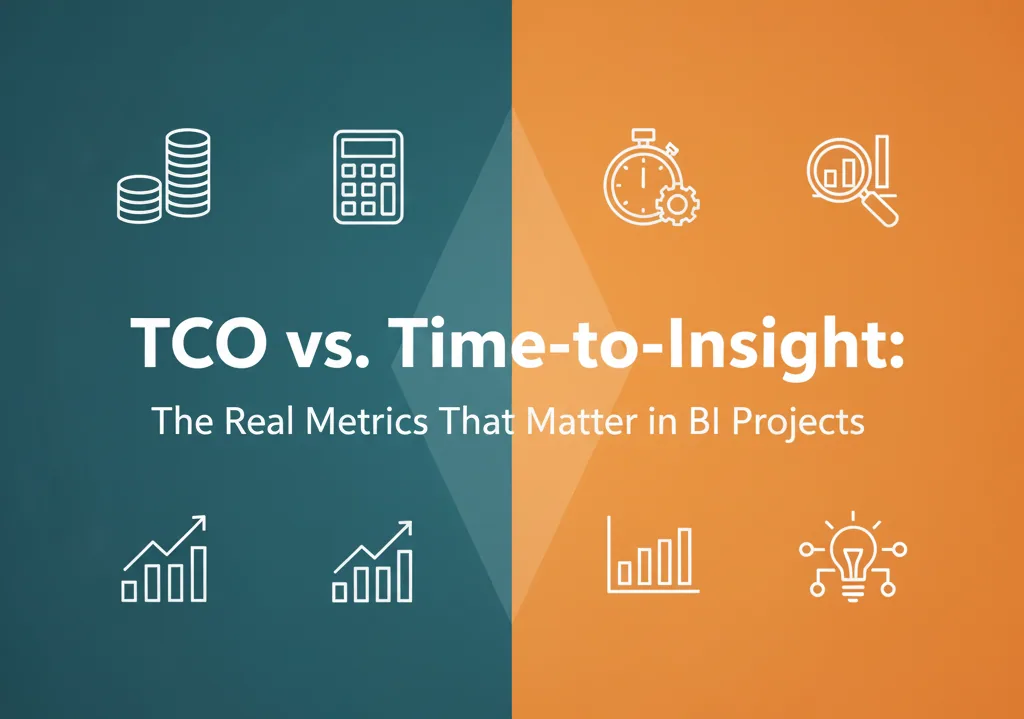 TCO vs. Time-to-Insight:
The Real Metrics That Matter in BI Projects